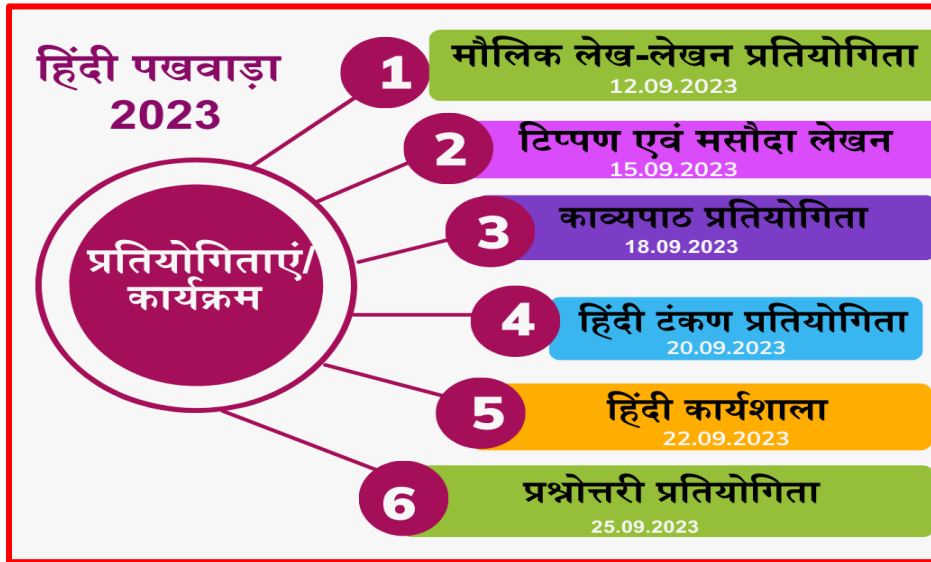 हिंदी पखवाड़ा
2023
प्रतियोगिताएं/
कार्यक्रम
1
मौलिक लेख-लेखन प्रतियोगिता
12.09.2023
2
टिप्पण एवं मसौदा लेखन
15.09.2023
3
काव्यपाठ प्रतियोगिता
18.09.2023
4
हिंदी टंकण प्रतियोगिता
20.09.2023
5
हिंदी कार्यशाला
22.09.2023
6
प्रश्नोत्तरी प्रतियोगिता
25.09.2023